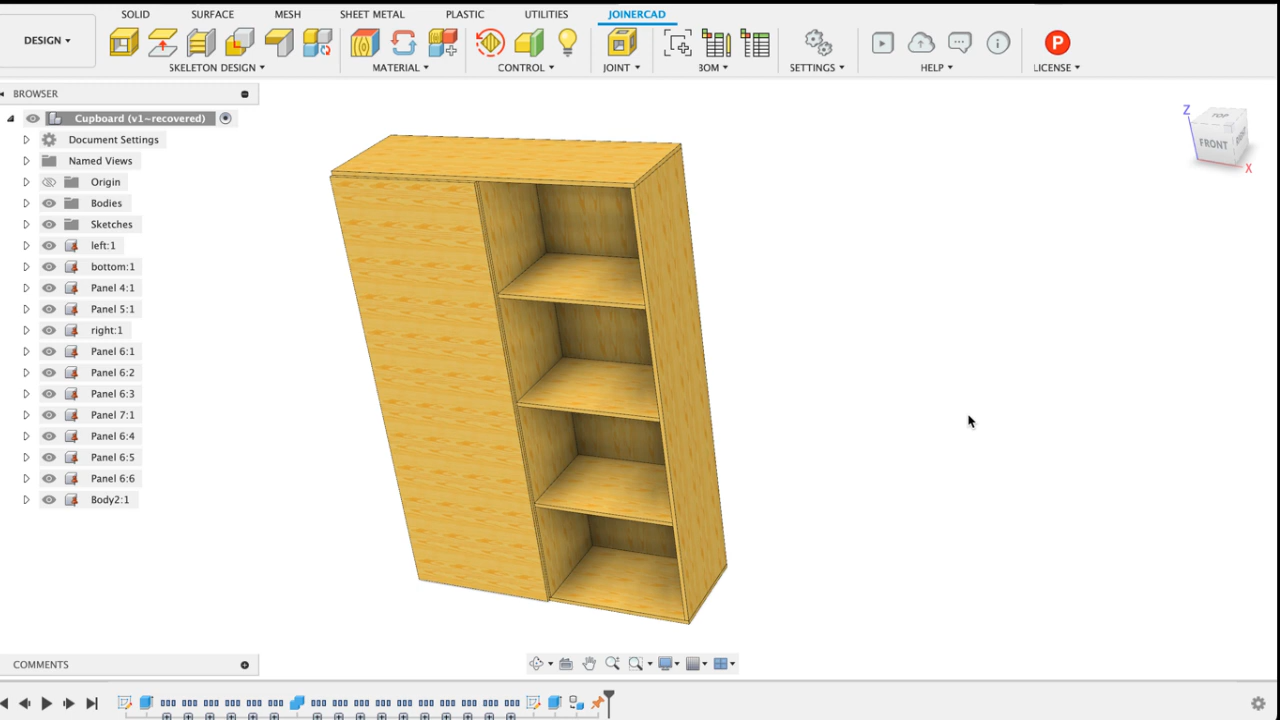 SOLID SURFACE MESH SHEET METAL PLASTIC UTILITIES JOINERCAD
DESIGN
SKELETON DESIGN MATERIAL CONTROL JOINT BOM SETTINGS HELP LICENSE
P
BROWSER
Cupboard (v1~recovered)
Document Settings
Named Views
Origin
Bodies
Sketches
left:1
bottom:1
Panel 4:1
Panel 5:1
right:1
Panel 6:1
Panel 6:2
Panel 6:3
Panel 7:1
Panel 6:4
Panel 6:5
Panel 6:6
Body2:1
Z
TOP
FRONT
X
COMMENTS